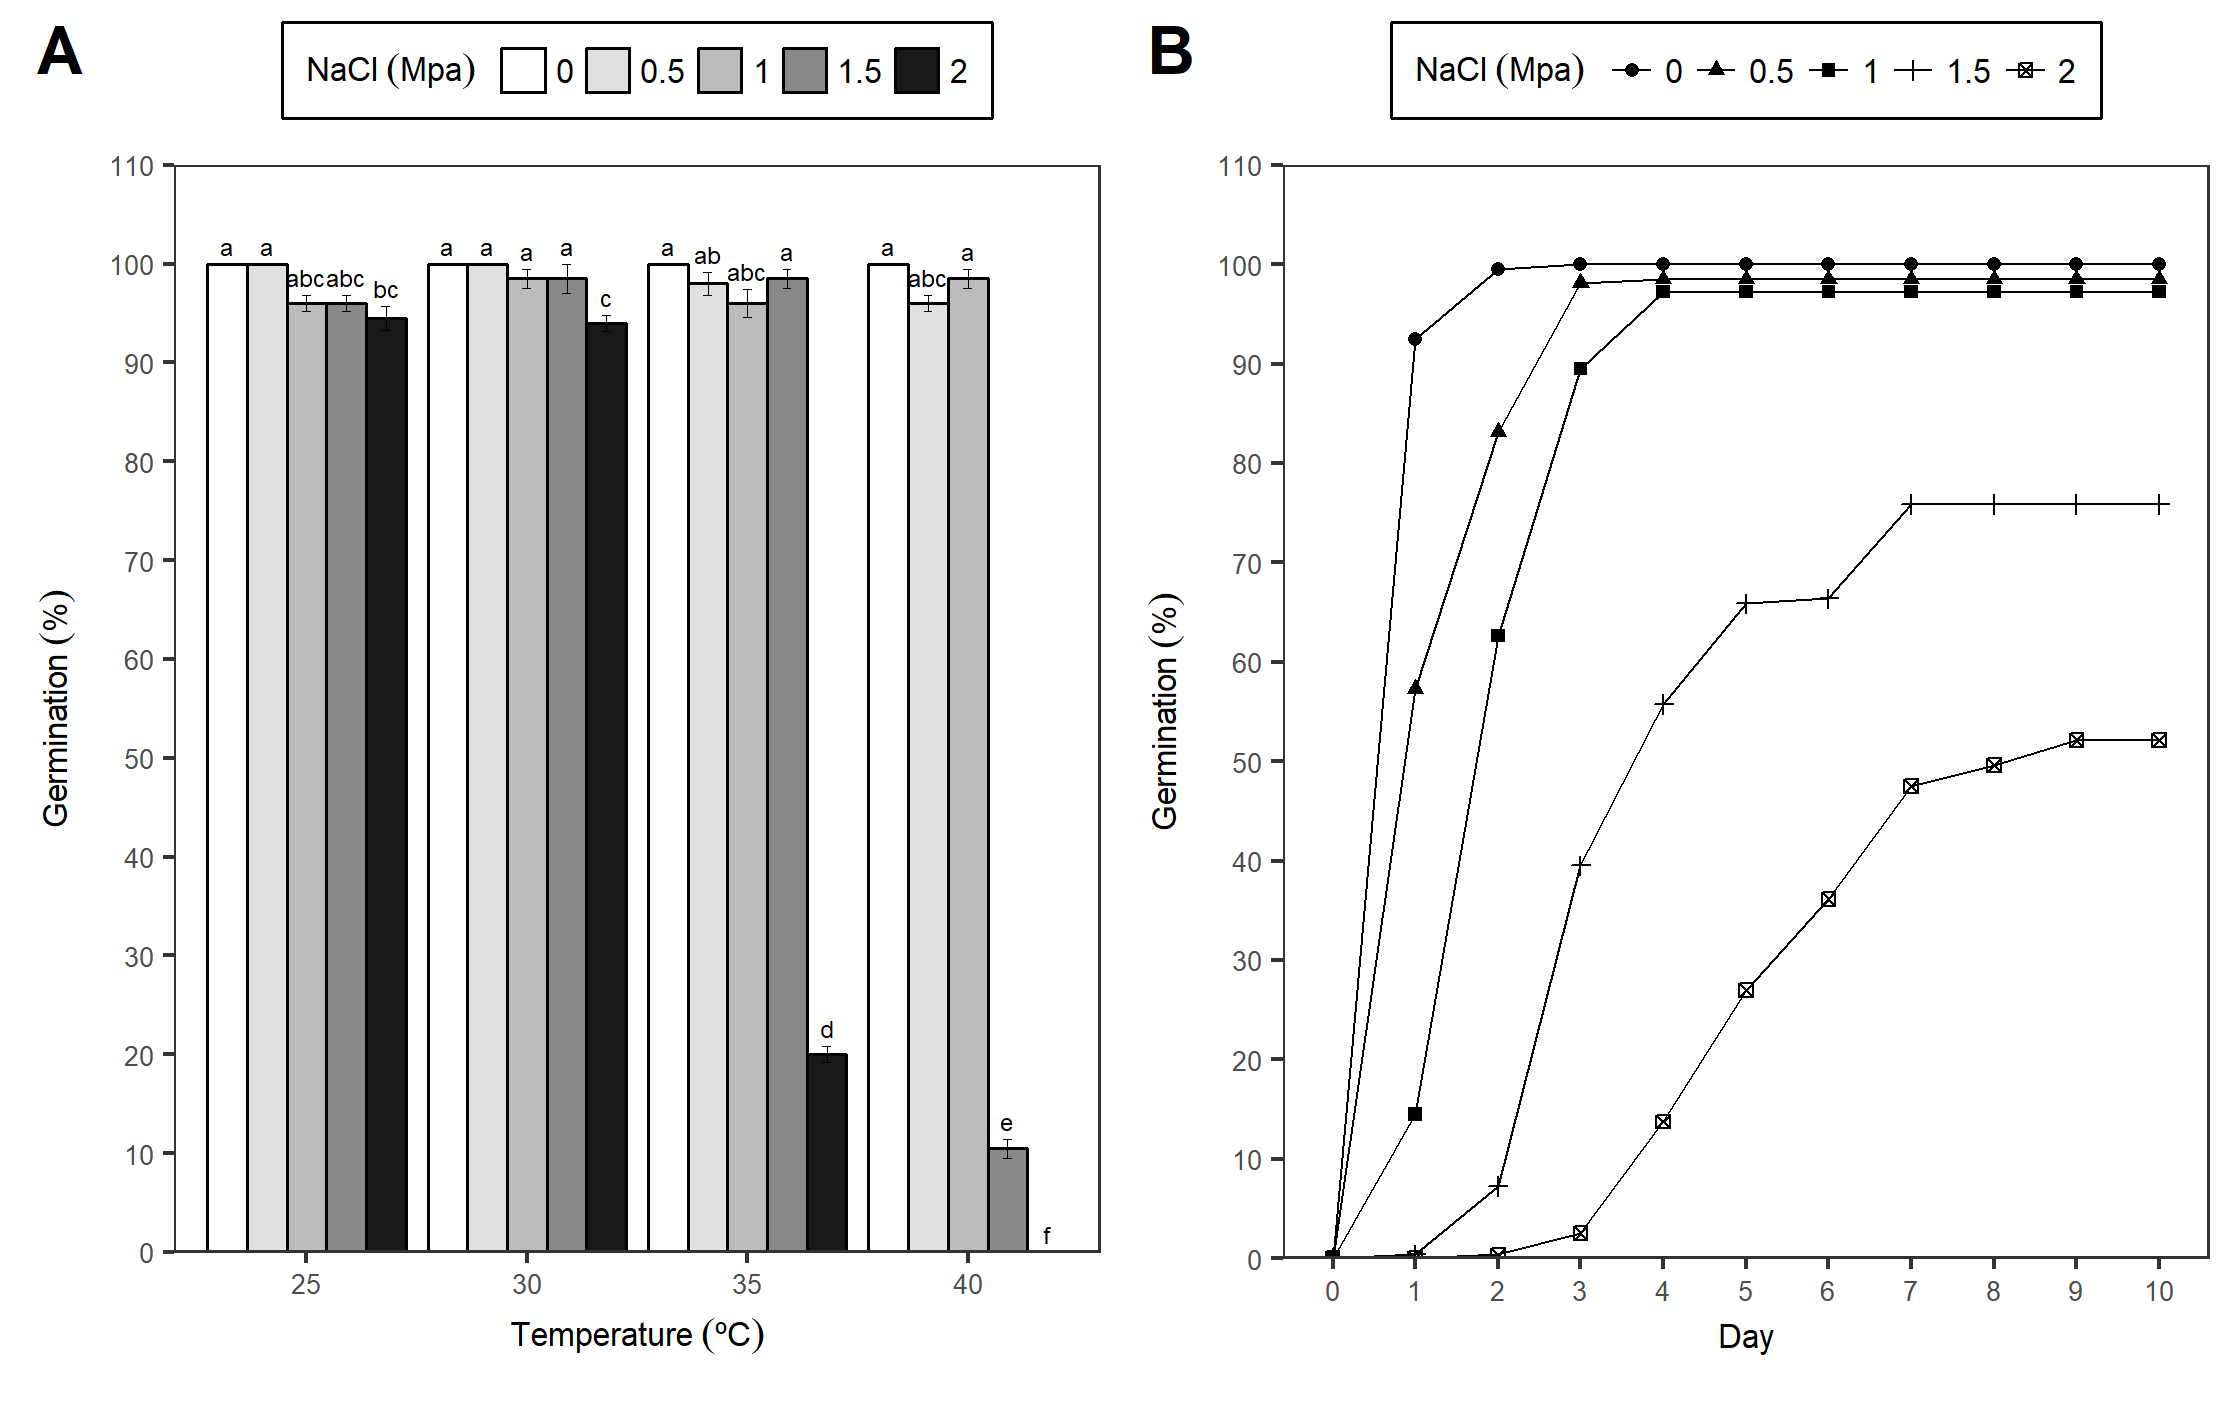 A
NaCl (Mpa) 0 0.5 1 1.5 2
110
100
90
80
70
60
50
40
30
20
10
0
Germination (%)
a a abc abc bc
a a a a c
a ab abc a d
a abc a e f
25 30 35 40
Temperature (ºC)
B
NaCl (Mpa) 0 0.5 1 1.5 2
110
100
90
80
70
60
50
40
30
20
10
0
Germination (%)
0 1 2 3 4 5 6 7 8 9 10
Day